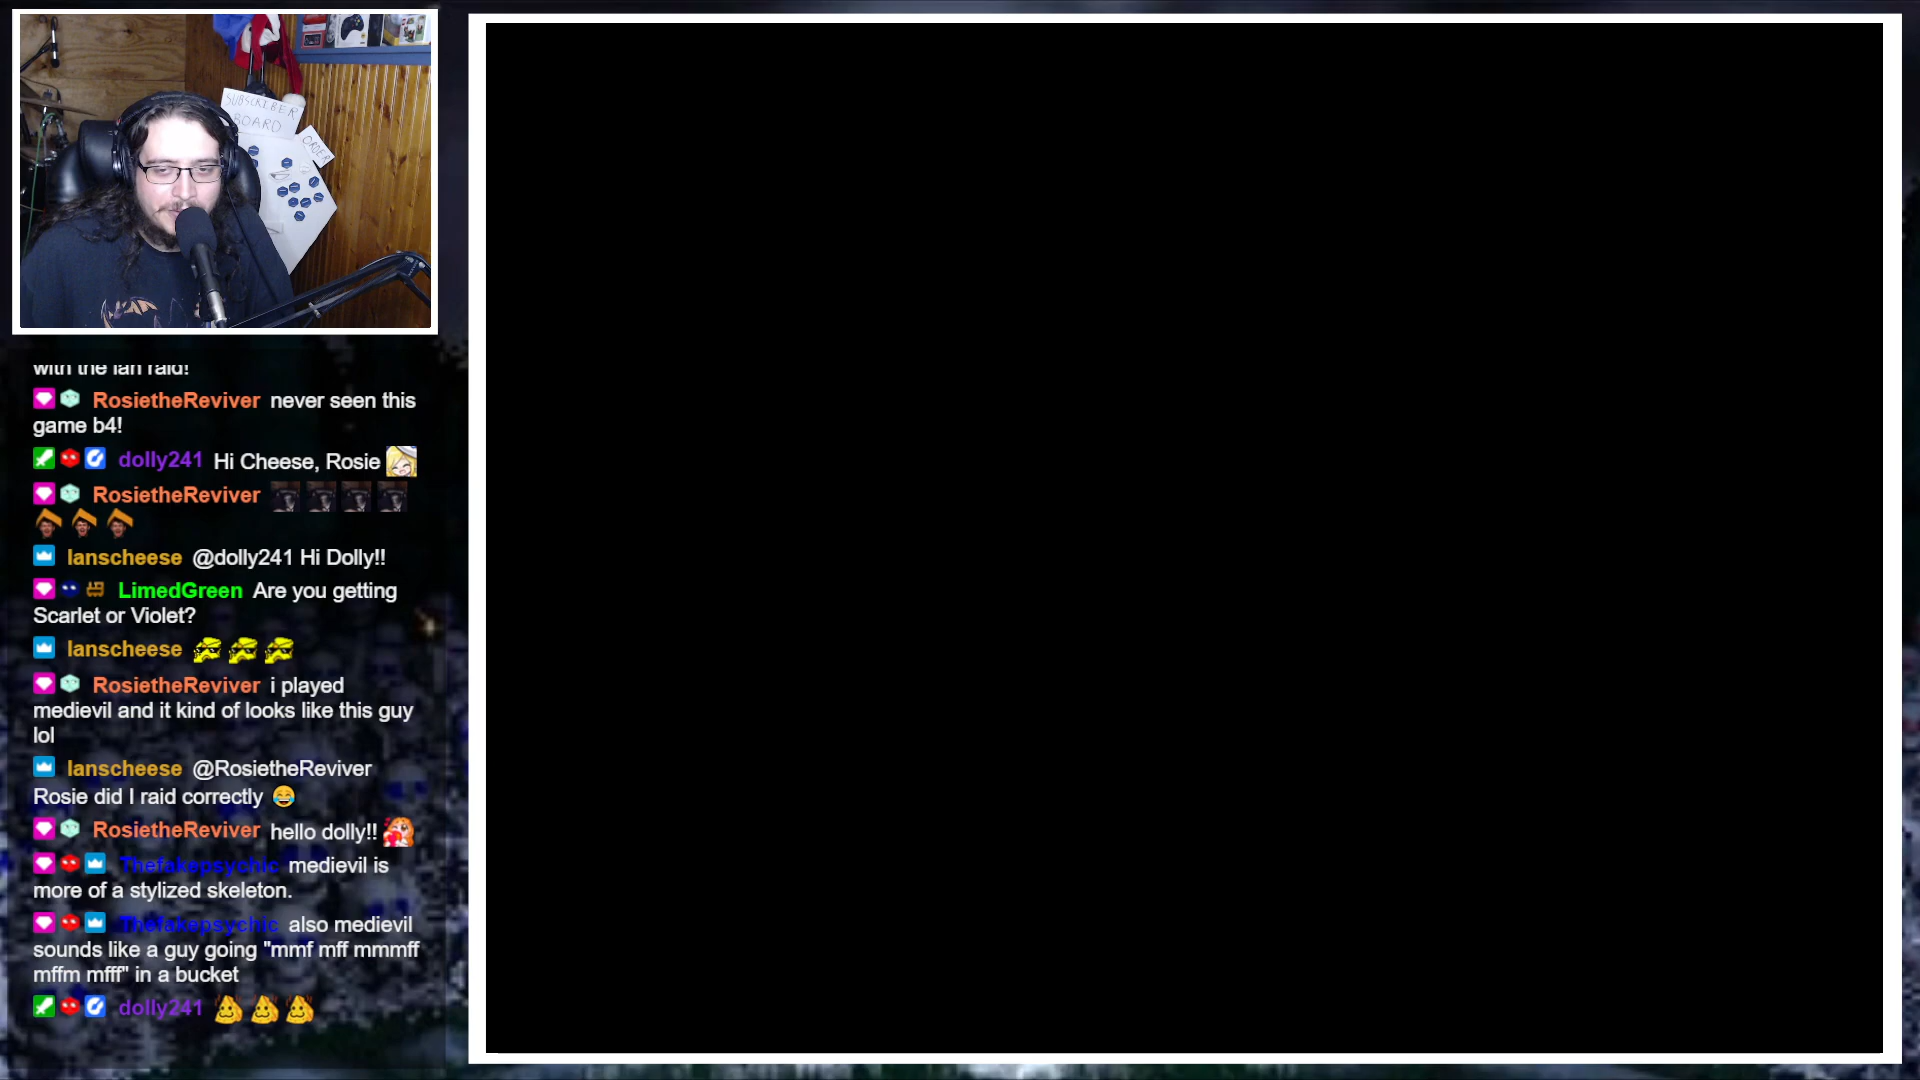 SUBSCRIBER
BOARD
ORDER
with the Ian raid!
RosietheReviver never seen this
game b4!
dolly241 Hi Cheese, Rosie
RosietheReviver
Ianscheese @dolly241 Hi Dolly!!
LimedGreen Are you getting
Scarlet or Violet?
Ianscheese
RosietheReviver i played
medievil and it kind of looks like this guy
lol
Ianscheese @RosietheReviver
Rosie did I raid correctly 😂
RosietheReviver hello dolly!!
Thefakepsychic medievil is
more of a stylized skeleton.
Thefakepsychic also medievil
sounds like a guy going "mmf mff mmmff
mffm mfff" in a bucket
dolly241